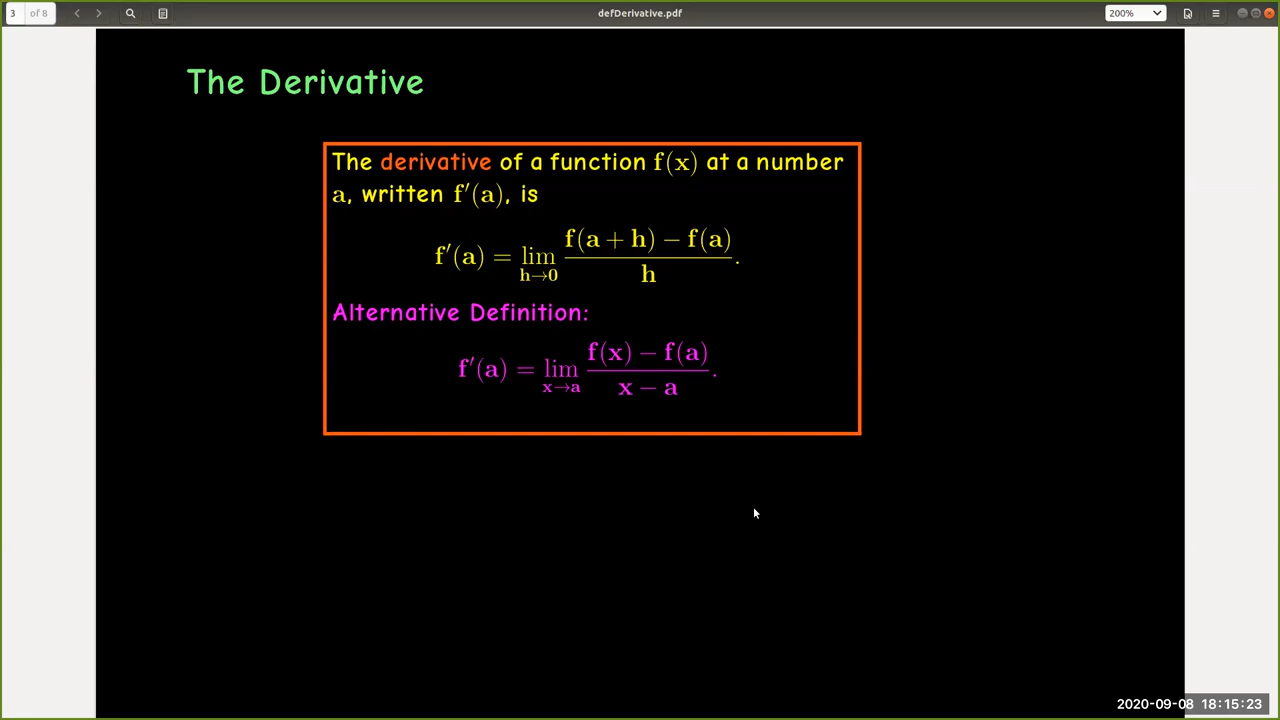 3 of 8
defDerivative.pdf
200%
The Derivative
The derivative of a function f(x) at a number
a, written f′(a), is
f′(a) = lim h→0 f(a + h) − f(a) / h.
Alternative Definition:
f′(a) = lim x→a f(x) − f(a) / x − a.
2020-09-08 18:15:23